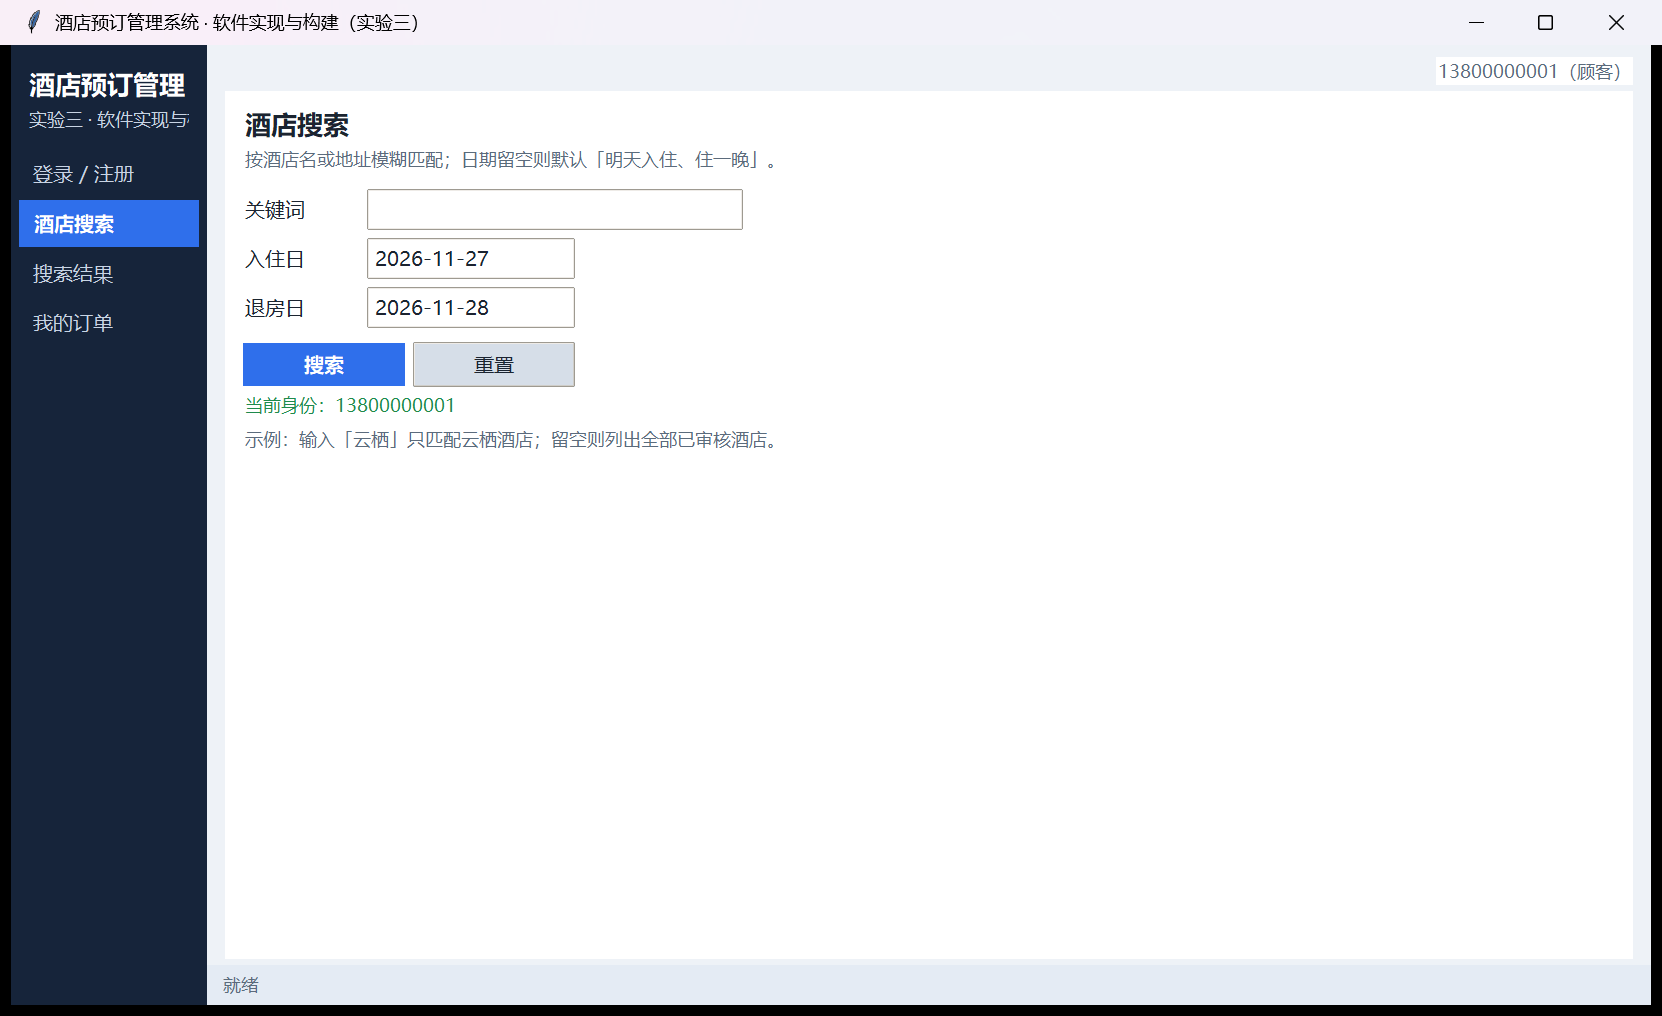 酒店预订管理系统 · 软件实现与构建（实验三）
13800000001（顾客）
酒店预订管理
实验三 · 软件实现与
登录 / 注册
酒店搜索
搜索结果
我的订单
酒店搜索
按酒店名或地址模糊匹配；日期留空则默认「明天入住、住一晚」。
关键词
入住日 2026-11-27
退房日 2026-11-28
搜索 重置
当前身份：13800000001
示例：输入「云栖」只匹配云栖酒店；留空则列出全部已审核酒店。
就绪